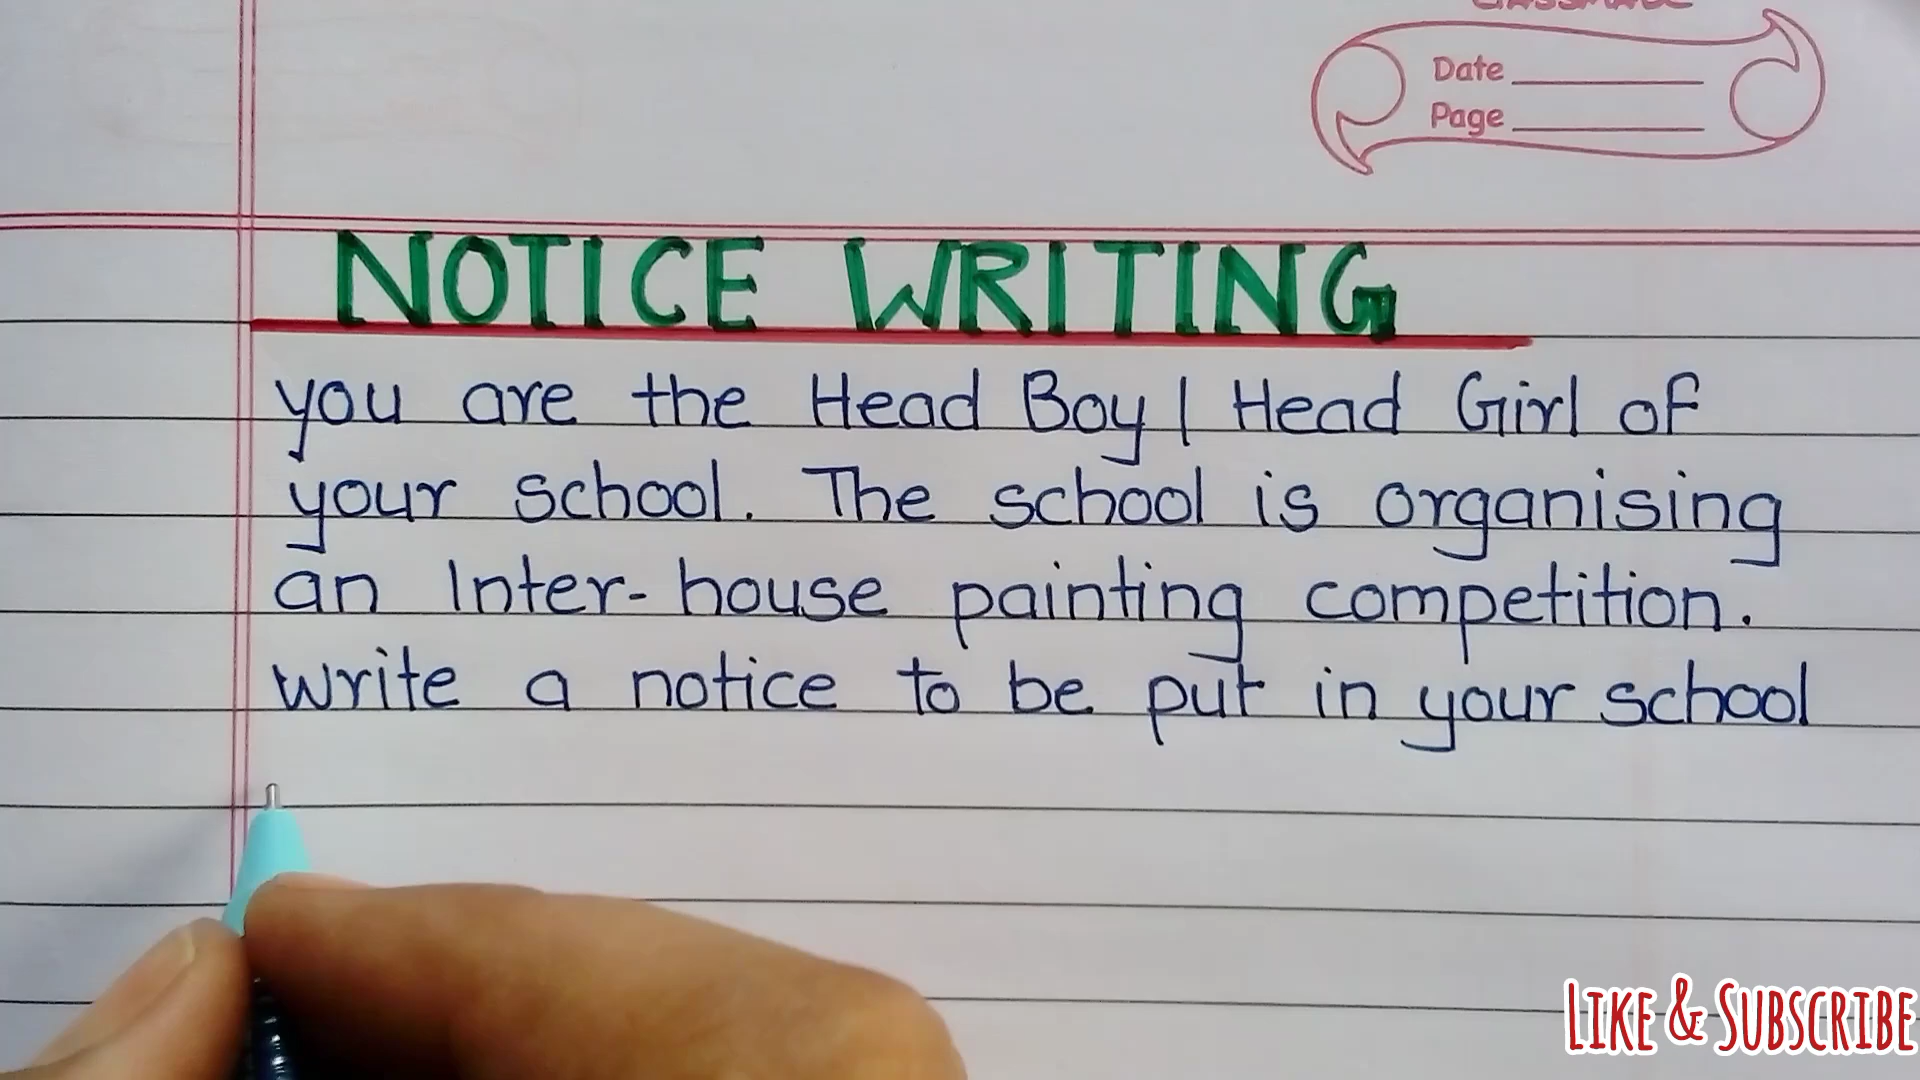 Date
Page
NOTICE WRITING
you are the Head Boy | Head Girl of
your school. The school is organising
an Inter-house painting competition.
Write a notice to be put in your school
LIKE & SUBSCRIBE